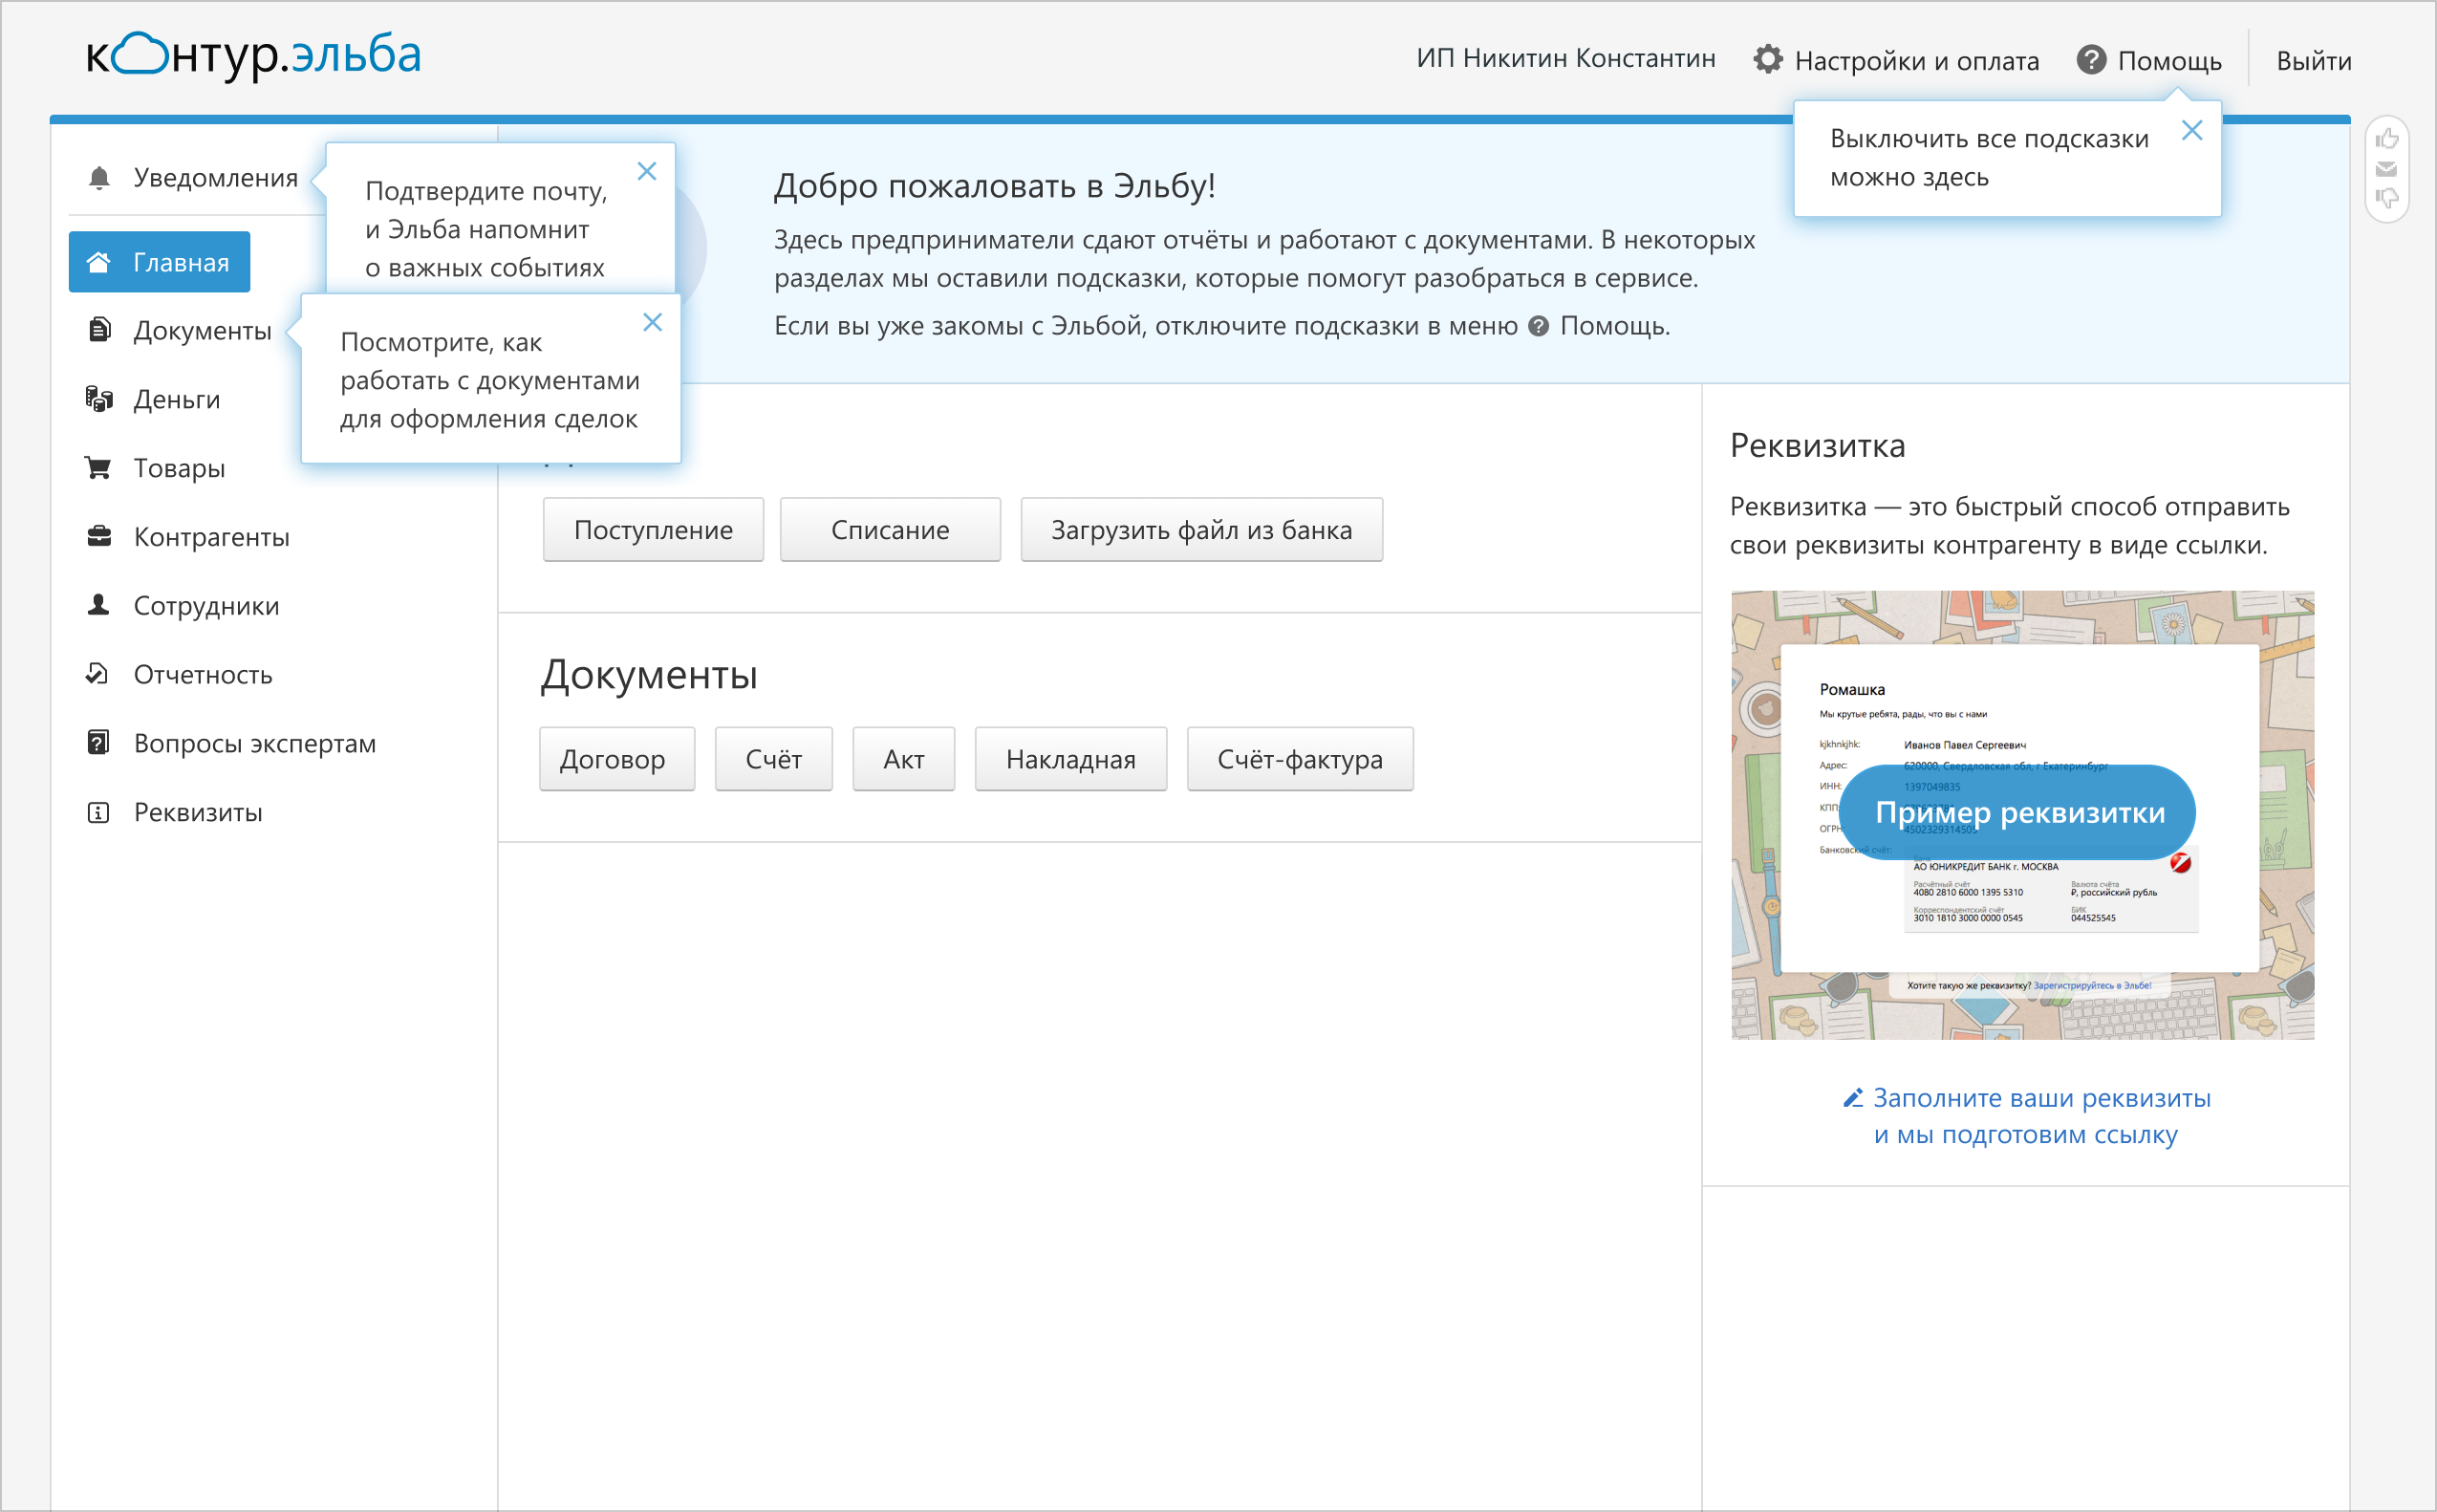 контур.эльба
ИП Никитин Константин
Настройки и оплата
Помощь
Выйти
Выключить все подсказки
можно здесь
Уведомления
Подтвердите почту,
и Эльба напомнит
о важных событиях
Главная
Документы
Посмотрите, как
работать с документами
для оформления сделок
Деньги
Товары
Контрагенты
Сотрудники
Отчетность
Вопросы экспертам
Реквизиты
Добро пожаловать в Эльбу!
Здесь предприниматели сдают отчёты и работают с документами. В некоторых
разделах мы оставили подсказки, которые помогут разобраться в сервисе.
Если вы уже закомы с Эльбой, отключите подсказки в меню ? Помощь.
Поступление
Списание
Загрузить файл из банка
Документы
Договор
Счёт
Акт
Накладная
Счёт-фактура
Реквизитка
Реквизитка — это быстрый способ отправить
свои реквизиты контрагенту в виде ссылки.
Ромашка
Мы крутые ребята, рады, что вы с нами
kjkhnkjhk: Иванов Павел Сергеевич
Адрес: 620000, Свердловская обл, г Екатеринбург
ИНН: 1397049835
КПП:
Пример реквизитки
ОГРН: 4502329314505
Банковский счёт:
Банк
АО ЮНИКРЕДИТ БАНК г. МОСКВА
Расчётный счёт Валюта счёта
4080 2810 6000 1395 5310 ₽, российский рубль
Корреспондентский счёт БИК
3010 1810 3000 0000 0545 044525545
Хотите такую же реквизитку? Зарегистрируйтесь в Эльбе!
Заполните ваши реквизиты
и мы подготовим ссылку